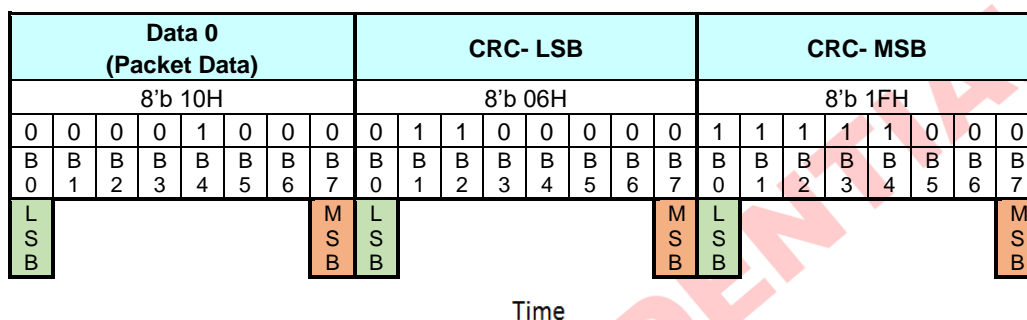 Data 0
(Packet Data) CRC- LSB CRC- MSB
8’b 10H 8’b 06H 8’b 1FH
0 0 0 0 1 0 0 0 0 1 1 0 0 0 0 0 1 1 1 1 1 0 0 0
B B B B B B B B B B B B B B B B B B B B B B B B
0 1 2 3 4 5 6 7 0 1 2 3 4 5 6 7 0 1 2 3 4 5 6 7
L M L M L M
S S S S S S
B B B B B B
Time
DENTIA